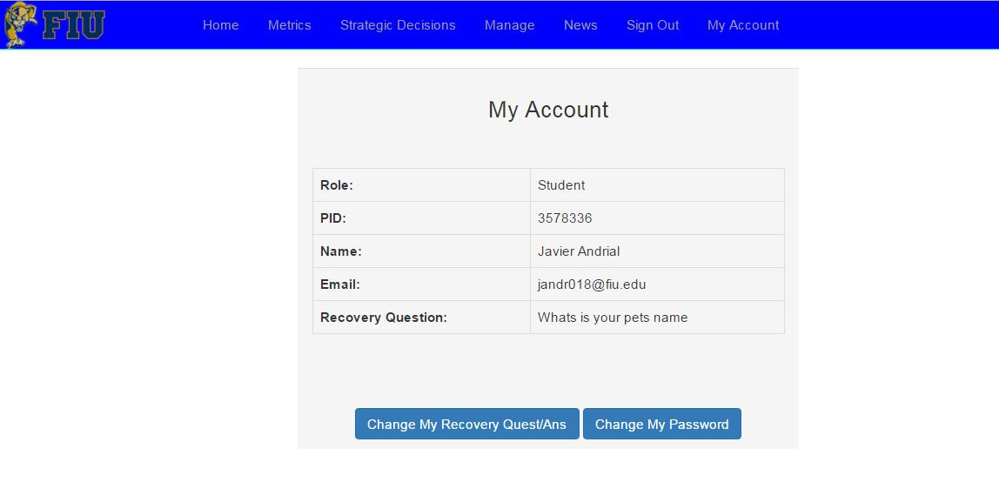 FIU Home Metrics Strategic Decisions Manage News Sign Out My Account
My Account
Role: Student
PID: 3578336
Name: Javier Andrial
Email: jandr018@fiu.edu
Recovery Question: Whats is your pets name
Change My Recovery Quest/Ans Change My Password